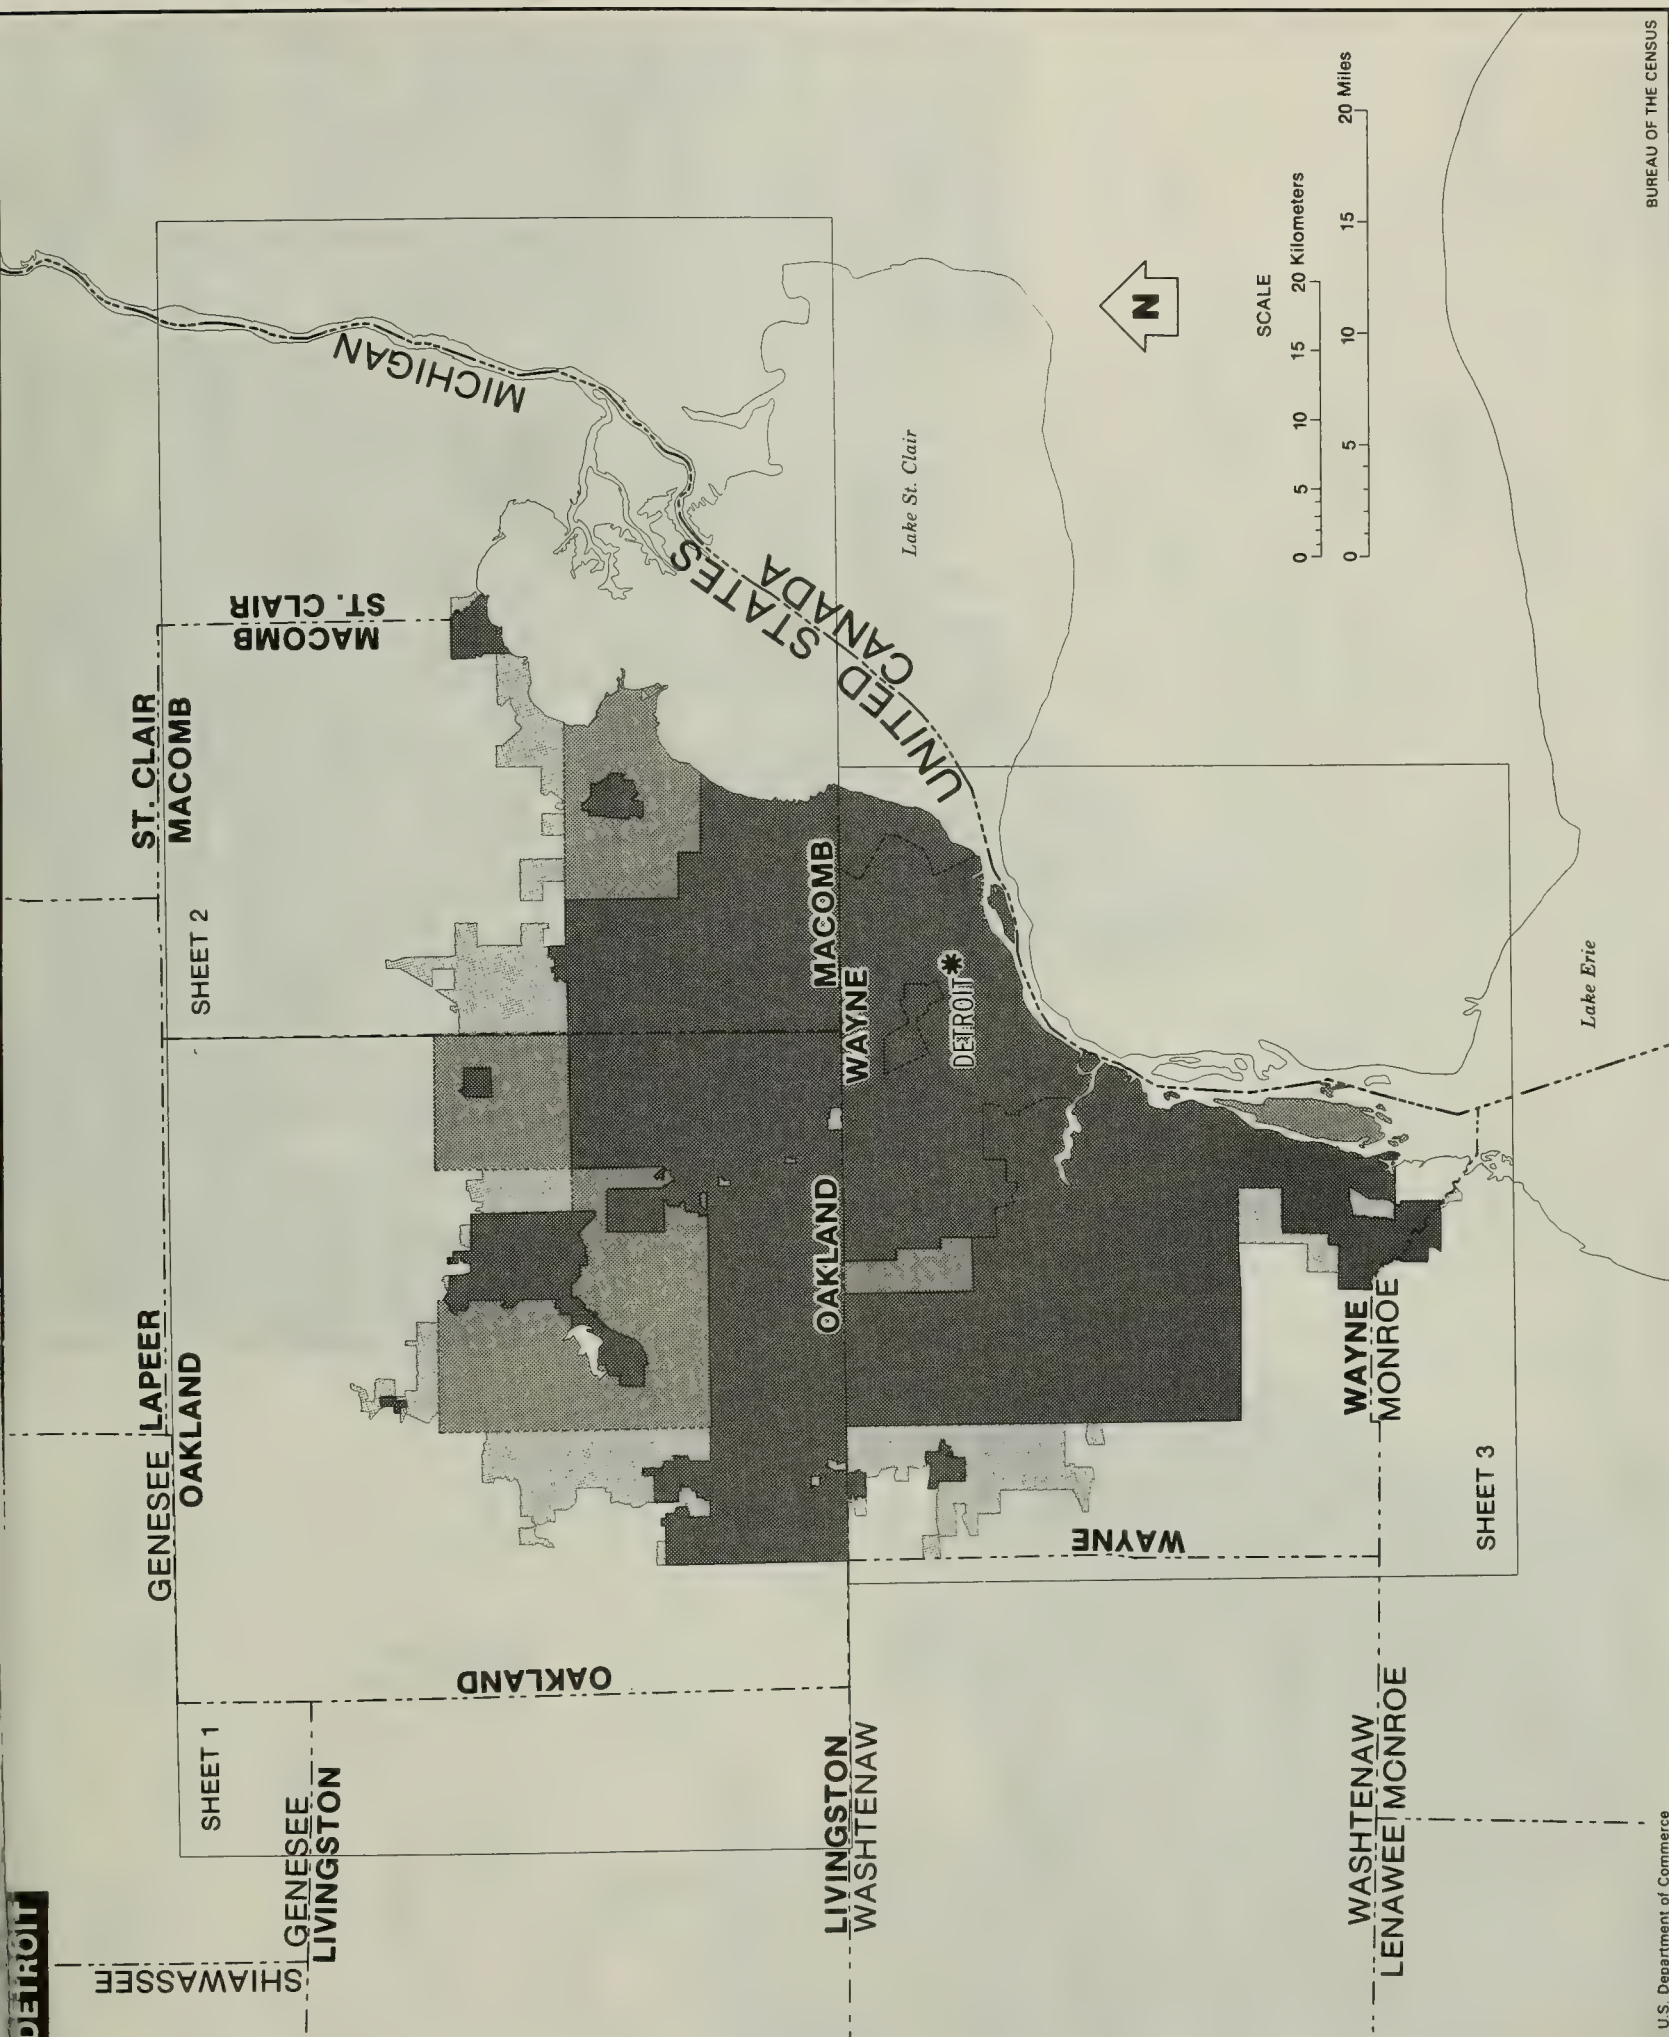 DETROIT
SHIAWASSEE
GENESEE
LIVINGSTON
SHEET 1
GENESEE LAPEER
OAKLAND
ST. CLAIR
MACOMB
SHEET 2
MACOMB
ST. CLAIR
MICHIGAN
UNITED STATES
CANADA
Lake St. Clair
OAKLAND
LIVINGSTON
WASHTENAW
OAKLAND
MACOMB
WAYNE
DETROIT
WAYNE
WAYNE
MONROE
WASHTENAW
LENAWEE MONROE
SHEET 3
Lake Erie
N
SCALE
0 5 10 15 20 Kilometers
0 5 10 15 20 Miles
U.S. Department of Commerce
BUREAU OF THE CENSUS